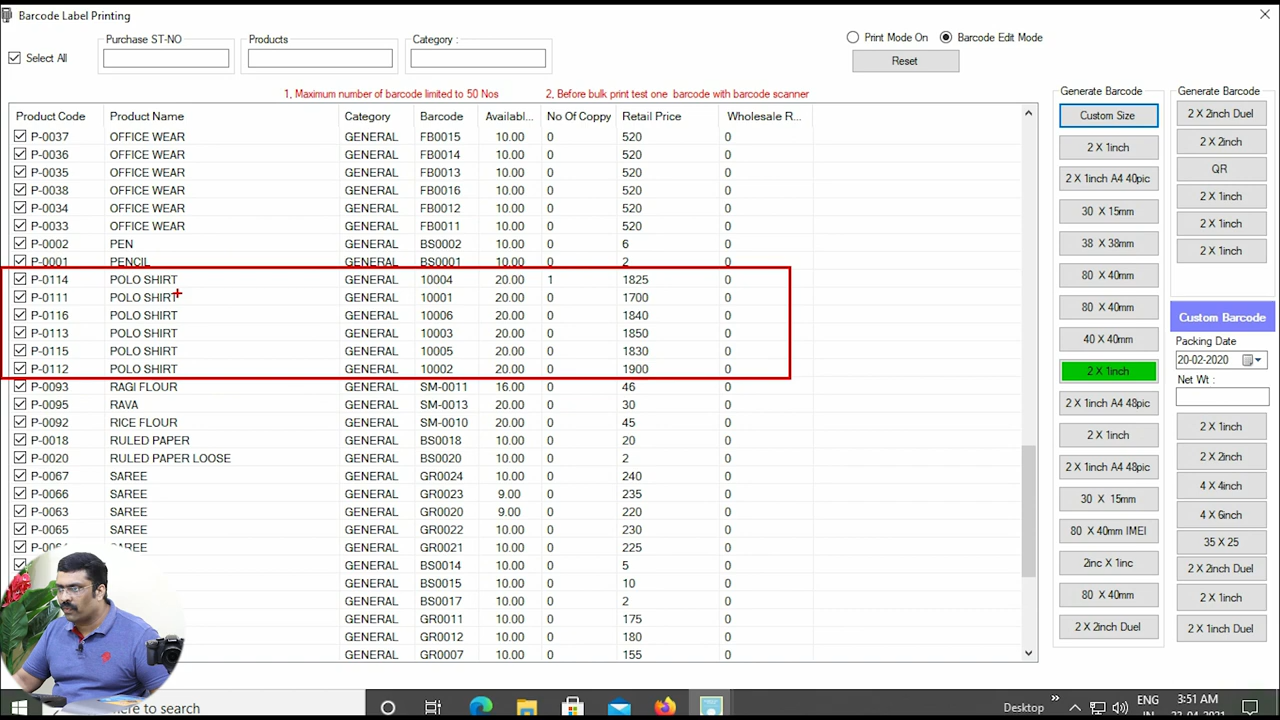 Barcode Label Printing
Select All
Purchase ST-NO
Products
Category :
Print Mode On
Barcode Edit Mode
Reset
1, Maximum number of barcode limited to 50 Nos
2, Before bulk print test one barcode with barcode scanner
Product Code Product Name Category Barcode Availabl... No Of Coppy Retail Price Wholesale R...
P-0037 OFFICE WEAR GENERAL FB0015 10.00 0 520 0
P-0036 OFFICE WEAR GENERAL FB0014 10.00 0 520 0
P-0035 OFFICE WEAR GENERAL FB0013 10.00 0 520 0
P-0038 OFFICE WEAR GENERAL FB0016 10.00 0 520 0
P-0034 OFFICE WEAR GENERAL FB0012 10.00 0 520 0
P-0033 OFFICE WEAR GENERAL FB0011 10.00 0 520 0
P-0002 PEN GENERAL BS0002 10.00 0 6 0
P-0001 PENCIL GENERAL BS0001 10.00 0 2 0
P-0114 POLO SHIRT GENERAL 10004 20.00 1 1825 0
P-0111 POLO SHIRT GENERAL 10001 20.00 0 1700 0
P-0116 POLO SHIRT GENERAL 10006 20.00 0 1840 0
P-0113 POLO SHIRT GENERAL 10003 20.00 0 1850 0
P-0115 POLO SHIRT GENERAL 10005 20.00 0 1830 0
P-0112 POLO SHIRT GENERAL 10002 20.00 0 1900 0
P-0093 RAGI FLOUR GENERAL SM-0011 16.00 0 46 0
P-0095 RAVA GENERAL SM-0013 20.00 0 30 0
P-0092 RICE FLOUR GENERAL SM-0010 20.00 0 45 0
P-0018 RULED PAPER GENERAL BS0018 10.00 0 20 0
P-0020 RULED PAPER LOOSE GENERAL BS0020 10.00 0 2 0
P-0067 SAREE GENERAL GR0024 10.00 0 240 0
P-0066 SAREE GENERAL GR0023 9.00 0 235 0
P-0063 SAREE GENERAL GR0020 9.00 0 220 0
P-0065 SAREE GENERAL GR0022 10.00 0 230 0
SAREE GENERAL GR0021 10.00 0 225 0
GENERAL BS0014 10.00 0 5 0
GENERAL BS0015 10.00 0 10 0
GENERAL BS0017 10.00 0 2 0
GENERAL GR0011 10.00 0 175 0
GENERAL GR0012 10.00 0 180 0
GENERAL GR0007 10.00 0 155 0
Generate Barcode
Custom Size
2 X 1inch
2 X 1inch A4 40pic
30 X 15mm
38 X 38mm
80 X 40mm
80 X 40mm
40 X 40mm
2 X 1inch
2 X 1inch A4 48pic
2 X 1inch
2 X 1inch A4 48pic
30 X 15mm
80 X 40mm IMEI
2inc X 1inc
80 X 40mm
2 X 2inch Duel
Generate Barcode
2 X 2inch Duel
2 X 2inch
QR
2 X 1inch
2 X 1inch
2 X 1inch
Custom Barcode
Packing Date
20-02-2020
Net Wt :
2 X 1inch
2 X 2inch
4 X 4inch
4 X 6inch
35 X 25
2 X 2inch Duel
2 X 1inch
2 X 1inch Duel
here to search
Desktop
ENG
3:51 AM